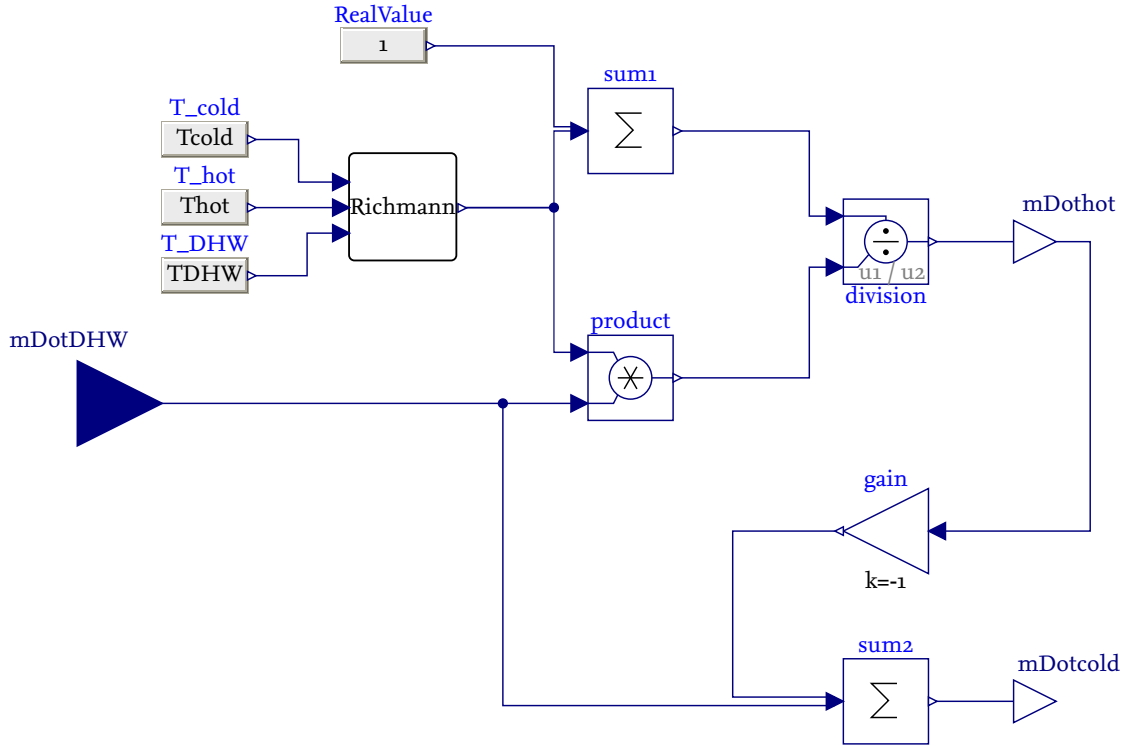 RealValue
1
sum1
∑
T_cold
Tcold
T_hot
Thot
Richmann
T_DHW
TDHW
mDothot
÷
u1 / u2
division
product
*
mDotDHW
gain
k=-1
sum2
∑
mDotcold